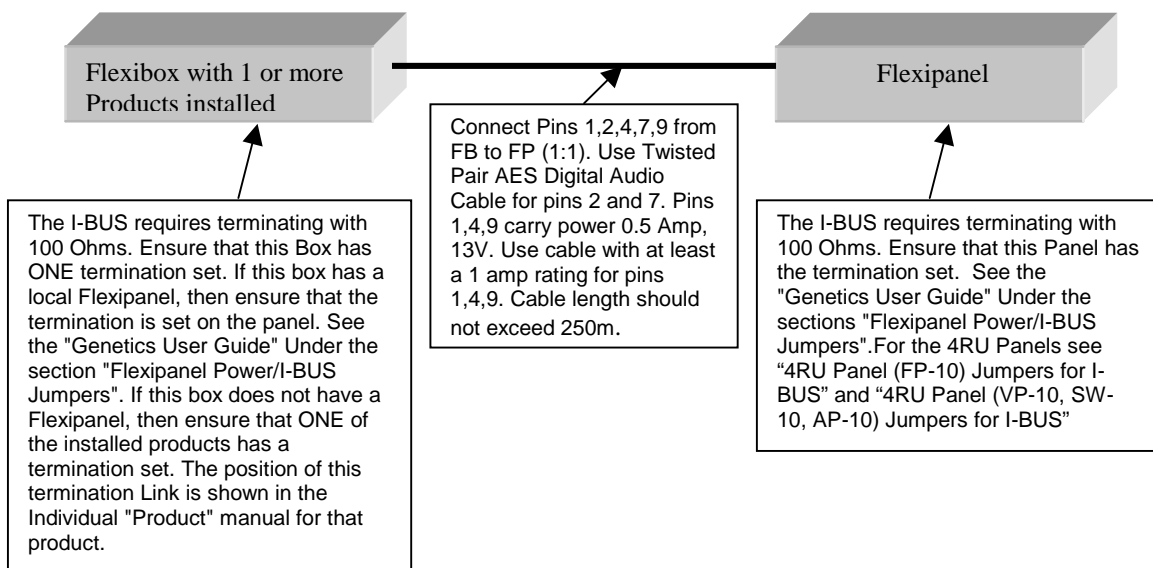 Flexibox with 1 or more
Products installed
Flexipanel
Connect Pins 1,2,4,7,9 from
FB to FP (1:1). Use Twisted
Pair AES Digital Audio
Cable for pins 2 and 7. Pins
1,4,9 carry power 0.5 Amp,
13V. Use cable with at least
a 1 amp rating for pins
1,4,9. Cable length should
not exceed 250m.
The I-BUS requires terminating with
100 Ohms. Ensure that this Box has
ONE termination set. If this box has a
local Flexipanel, then ensure that the
termination is set on the panel. See
the "Genetics User Guide" Under the
section "Flexipanel Power/I-BUS
Jumpers". If this box does not have a
Flexipanel, then ensure that ONE of
the installed products has a
termination set. The position of this
termination Link is shown in the
Individual "Product" manual for that
product.
The I-BUS requires terminating with
100 Ohms. Ensure that this Panel has
the termination set.  See the
"Genetics User Guide" Under the
sections "Flexipanel Power/I-BUS
Jumpers".For the 4RU Panels see
“4RU Panel (FP-10) Jumpers for I-
BUS” and “4RU Panel (VP-10, SW-
10, AP-10) Jumpers for I-BUS”